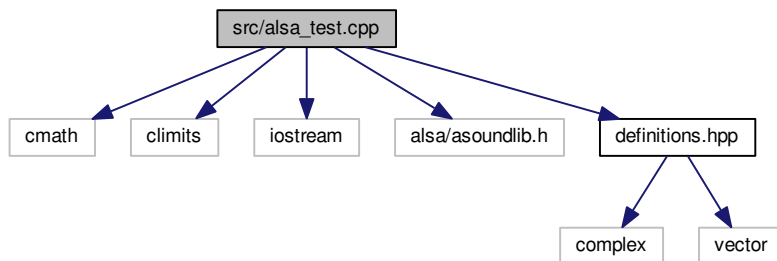 src/alsa_test.cpp
cmath
climits
iostream
alsa/asoundlib.h
definitions.hpp
complex
vector